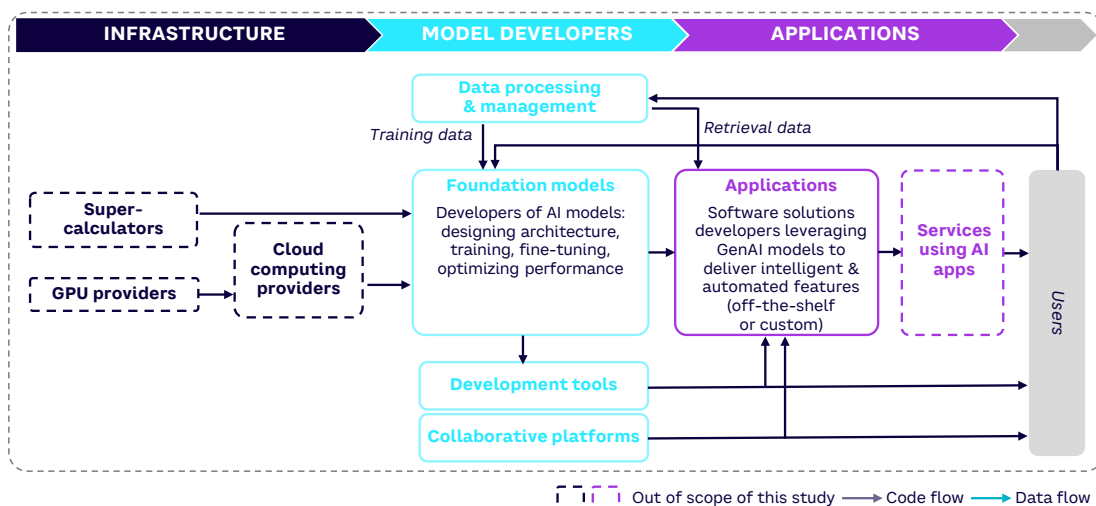 INFRASTRUCTURE
MODEL DEVELOPERS
APPLICATIONS
Data processing
& management
Training data
Retrieval data
Foundation models
Developers of AI models:
designing architecture,
training, fine-tuning,
optimizing performance
Applications
Software solutions
developers leveraging
GenAI models to
deliver intelligent &
automated features
(off-the-shelf
or custom)
Super-
calculators
Cloud
computing
providers
GPU providers
Services
using AI
apps
Users
Development tools
Collaborative platforms
Out of scope of this study
Code flow
Data flow